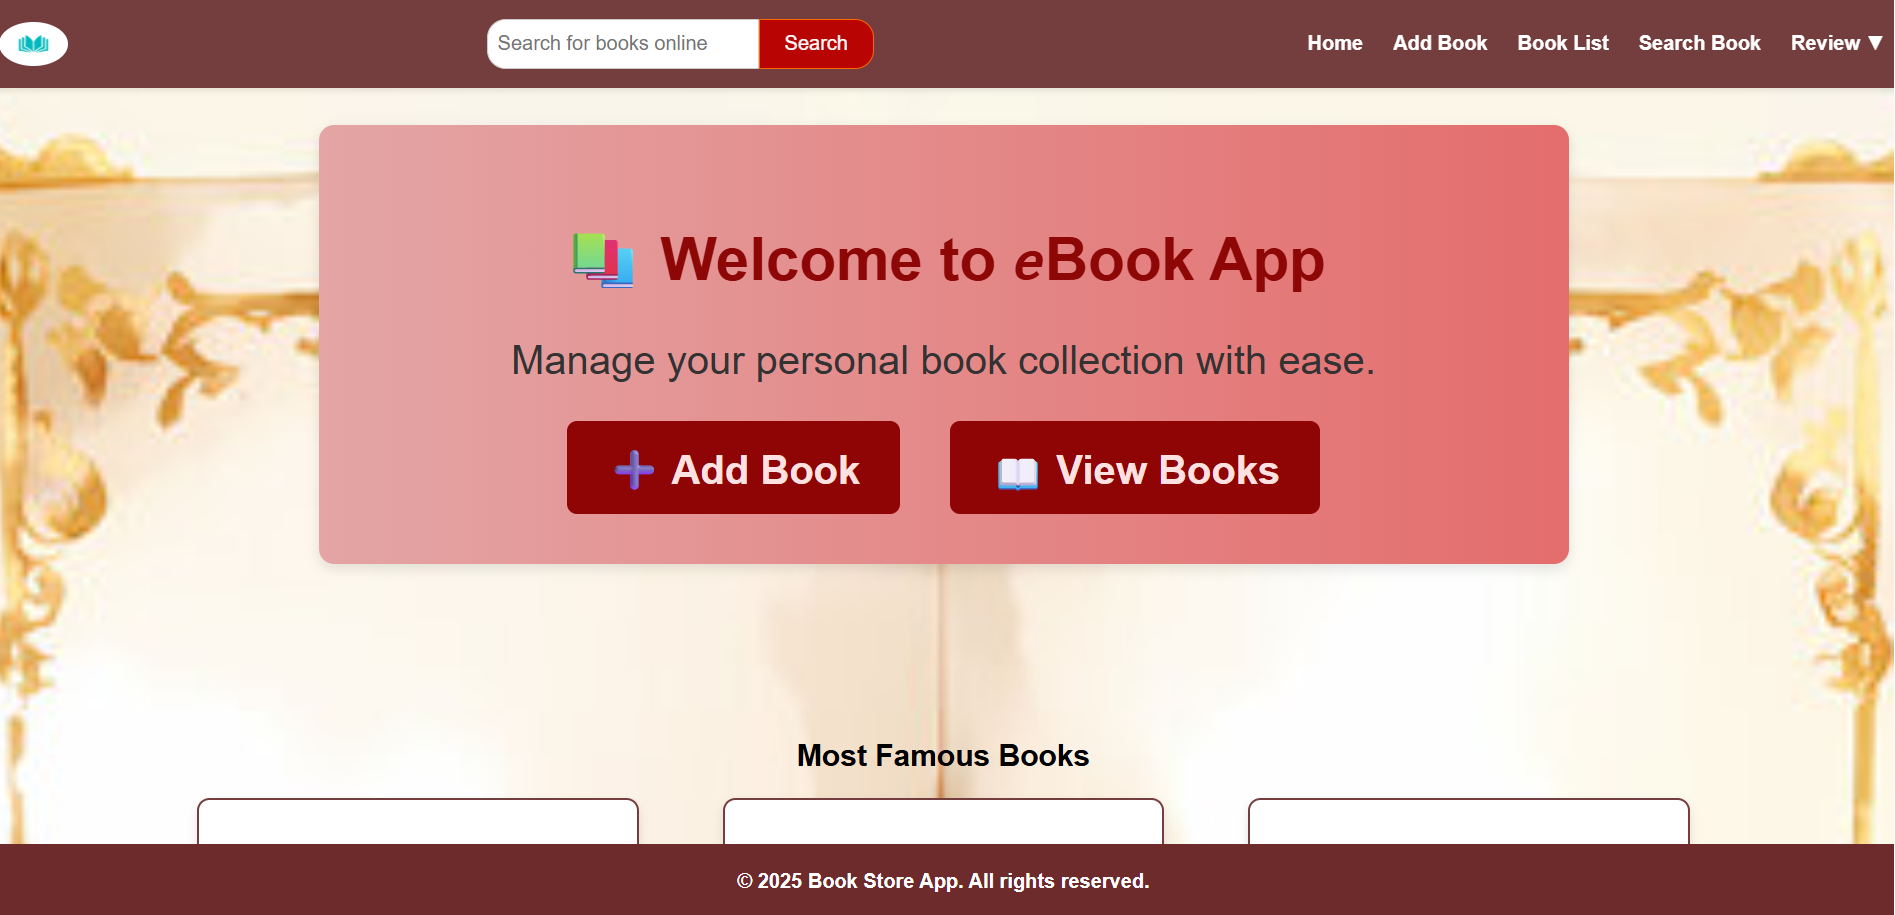 Search for books online
Search
Home
Add Book
Book List
Search Book
Review ▼
📚 Welcome to eBook App
Manage your personal book collection with ease.
➕ Add Book
📖 View Books
Most Famous Books
© 2025 Book Store App. All rights reserved.